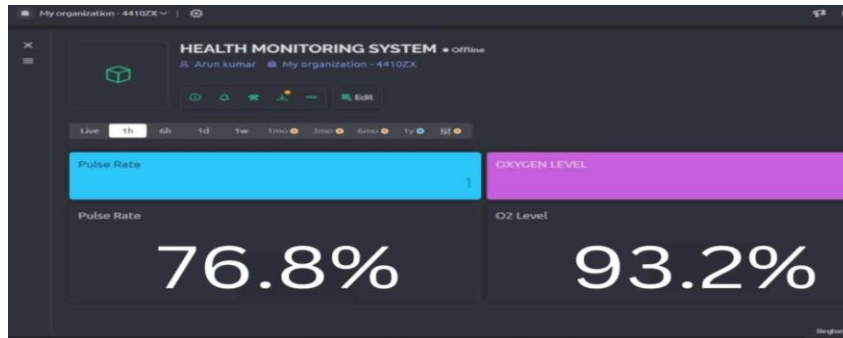 My organization - 4410ZX
HEALTH MONITORING SYSTEM • Offline
Arun kumar My organization - 4410ZX
Edit
Live 1h 6h 1d 1w 1mo 3mo 6mo 1y
Pulse Rate
1
OXYGEN LEVEL
Pulse Rate
76.8%
O2 Level
93.2%
Region